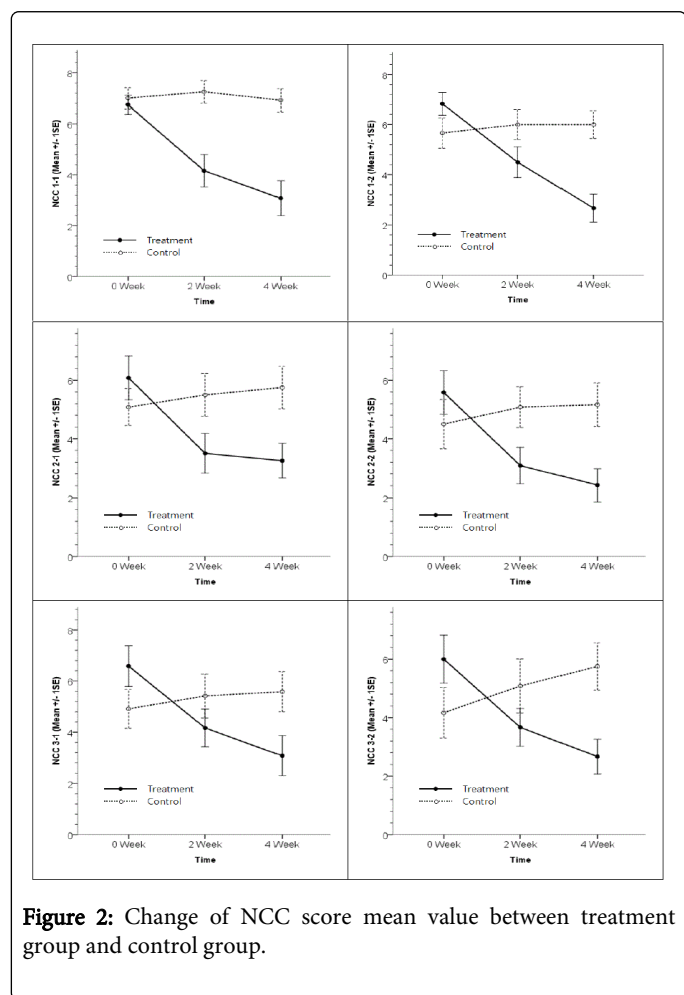 NCC 1-1 (Mean +/- 1SE)
8
6
4
2
0
Treatment
Control
0 Week 2 Week 4 Week
Time
NCC 1-2 (Mean +/- 1SE)
8
6
4
2
0
Treatment
Control
0 Week 2 Week 4 Week
Time
NCC 2-1 (Mean +/- 1SE)
6
4
2
0
Treatment
Control
0 Week 2 Week 4 Week
Time
NCC 2-2 (Mean +/- 1SE)
6
4
2
0
Treatment
Control
0 Week 2 Week 4 Week
Time
NCC 3-1 (Mean +/- 1SE)
8
6
4
2
0
Treatment
Control
0 Week 2 Week 4 Week
Time
NCC 3-2 (Mean +/- 1SE)
6
4
2
0
Treatment
Control
0 Week 2 Week 4 Week
Time
Figure 2: Change of NCC score mean value between treatment
group and control group.